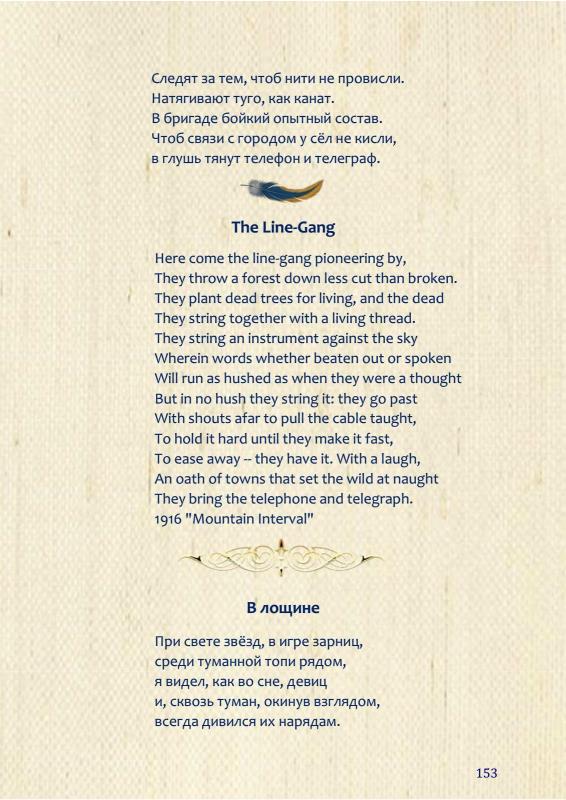 Следят за тем, чтоб нити не провисли.
Натягивают туго, как канат.
В бригаде бойкий опытный состав.
Чтоб связи с городом у сёл не кисли,
в глушь тянут телефон и телеграф.
The Line-Gang
Here come the line-gang pioneering by,
They throw a forest down less cut than broken.
They plant dead trees for living, and the dead
They string together with a living thread.
They string an instrument against the sky
Wherein words whether beaten out or spoken
Will run as hushed as when they were a thought
But in no hush they string it: they go past
With shouts afar to pull the cable taught,
To hold it hard until they make it fast,
To ease away -- they have it. With a laugh,
An oath of towns that set the wild at naught
They bring the telephone and telegraph.
1916 "Mountain Interval"
В лощине
При свете звёзд, в игре зарниц,
среди туманной топи рядом,
я видел, как во сне, девиц
и, сквозь туман, окинув взглядом,
всегда дивился их нарядам.
153